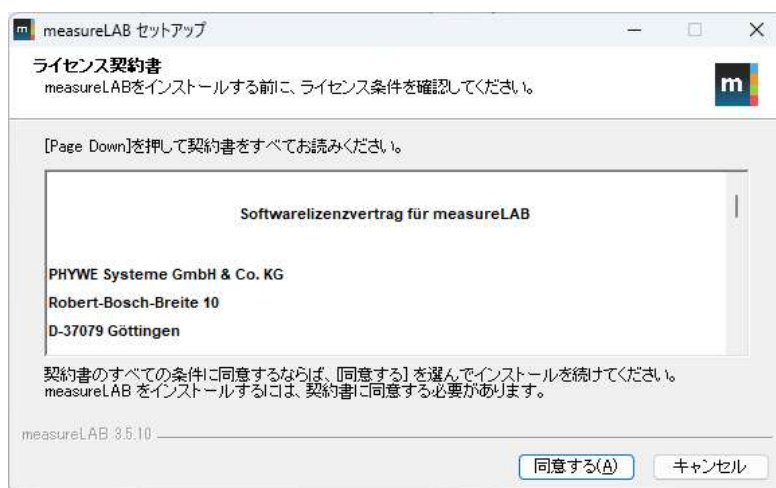 m measureLAB セットアップ
ライセンス契約書
measureLABをインストールする前に、ライセンス条件を確認してください。
m
[Page Down]を押して契約書をすべてお読みください。
Softwarelizenzvertrag für measureLAB
PHYWE Systeme GmbH & Co. KG
Robert-Bosch-Breite 10
D-37079 Göttingen
契約書のすべての条件に同意するならば、[同意する] を選んでインストールを続けてください。
measureLAB をインストールするには、契約書に同意する必要があります。
measureLAB 3.5.10
同意する(A) キャンセル